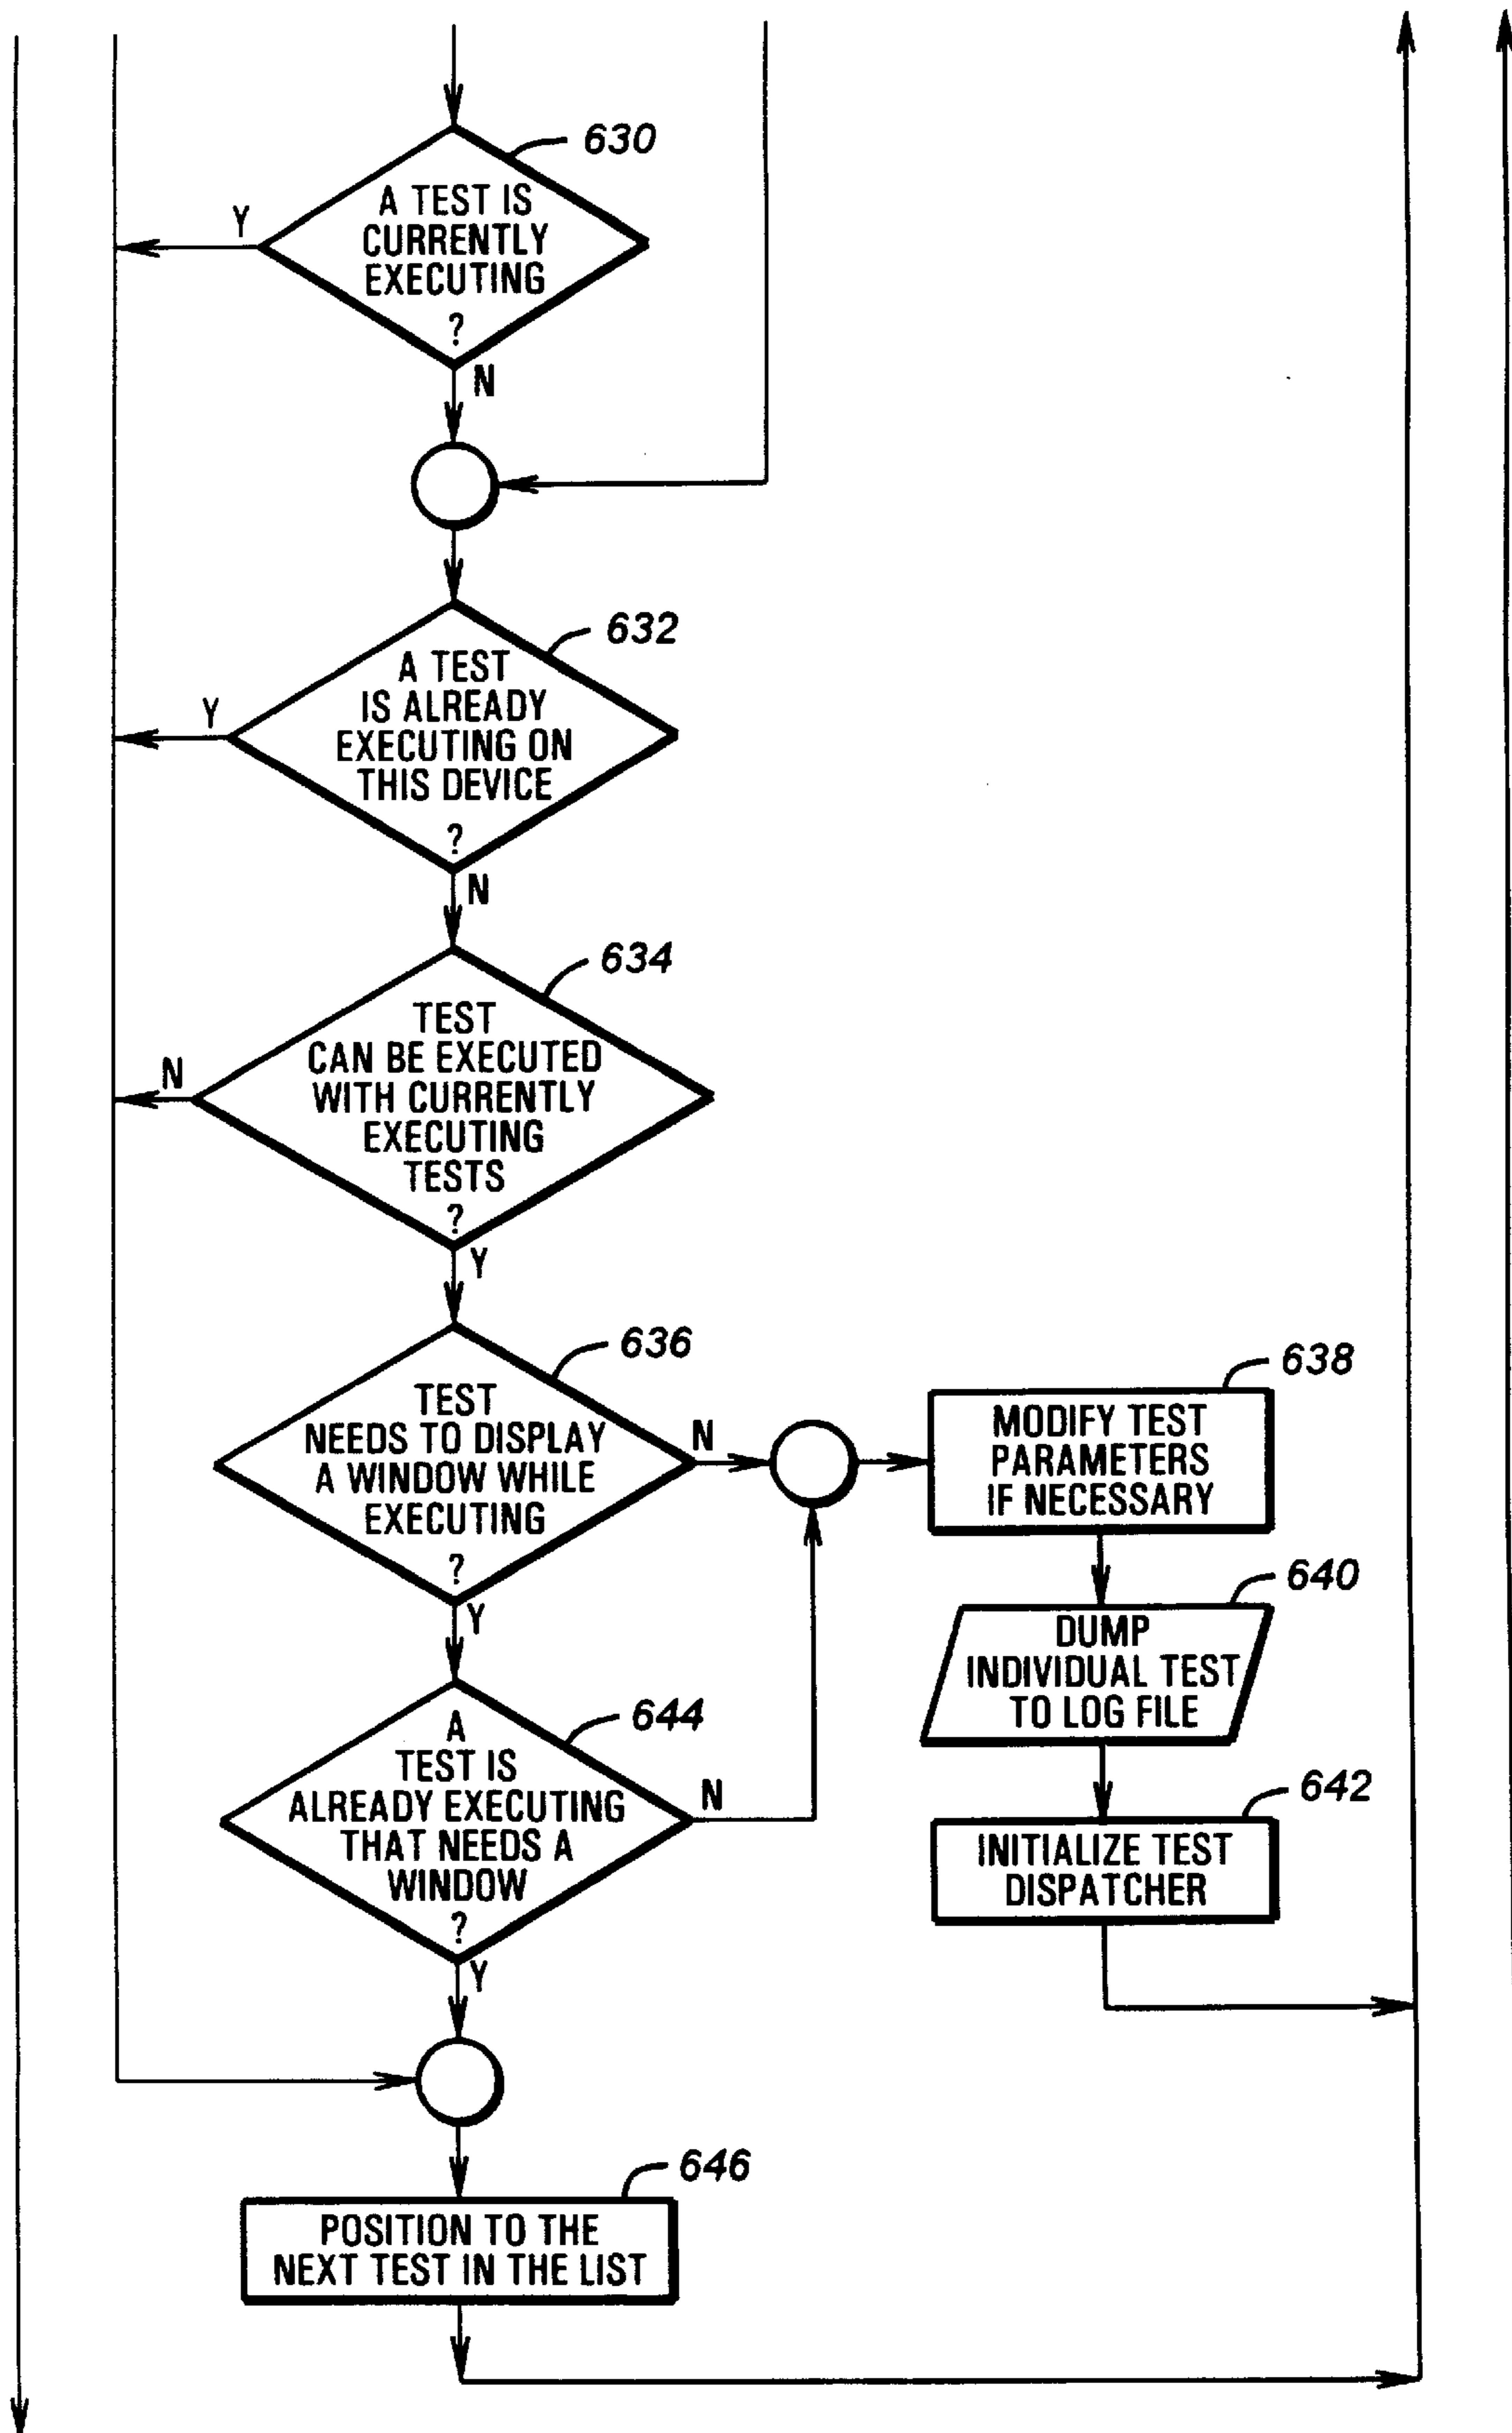 630
A TEST IS
CURRENTLY
EXECUTING
?
Y
N
632
A TEST
IS ALREADY
EXECUTING ON
THIS DEVICE
?
Y
N
634
TEST
CAN BE EXECUTED
WITH CURRENTLY
EXECUTING
TESTS
?
N
Y
636
TEST
NEEDS TO DISPLAY
A WINDOW WHILE
EXECUTING
?
N
Y
638
MODIFY TEST
PARAMETERS
IF NECESSARY
640
DUMP
INDIVIDUAL TEST
TO LOG FILE
642
INITIALIZE TEST
DISPATCHER
644
A
TEST IS
ALREADY EXECUTING
THAT NEEDS A
WINDOW
?
N
Y
646
POSITION TO THE
NEXT TEST IN THE LIST